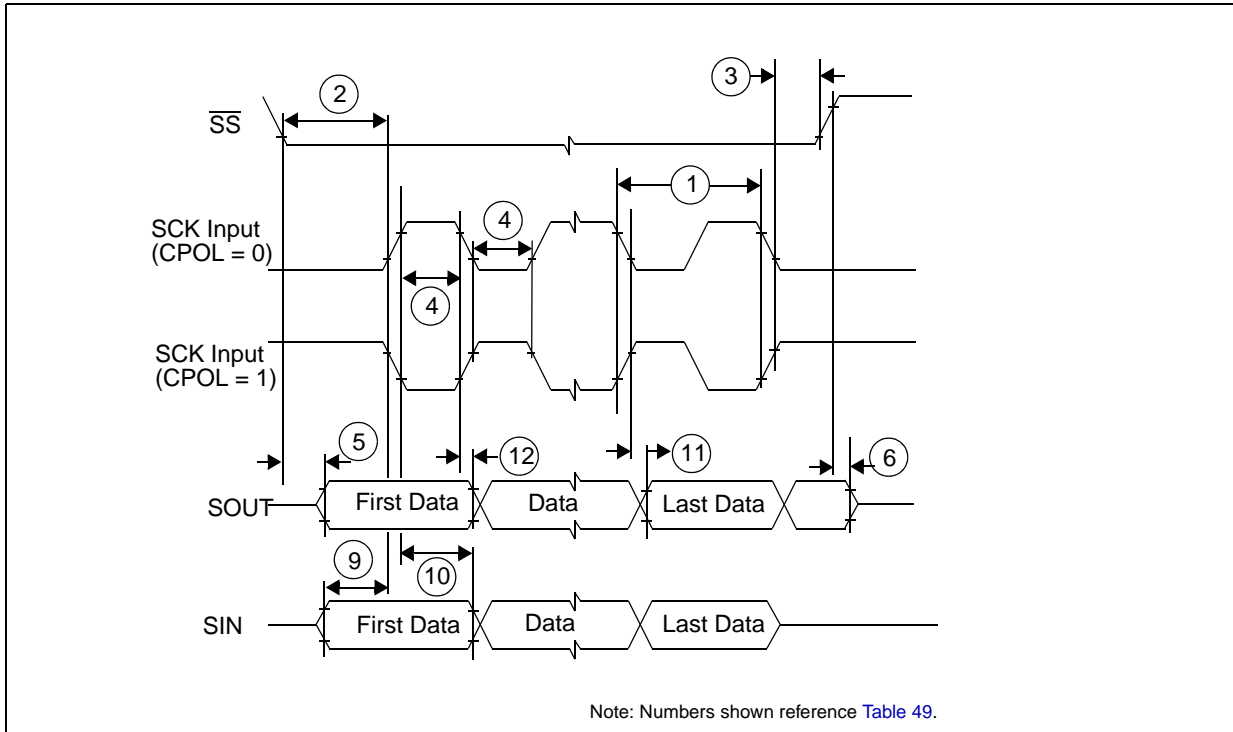 3
2
SS
1
SCK Input
(CPOL = 0)
4
4
SCK Input
(CPOL = 1)
5
12
11
6
SOUT
First Data
Data
Last Data
9
10
SIN
First Data
Data
Last Data
Note: Numbers shown reference Table 49.